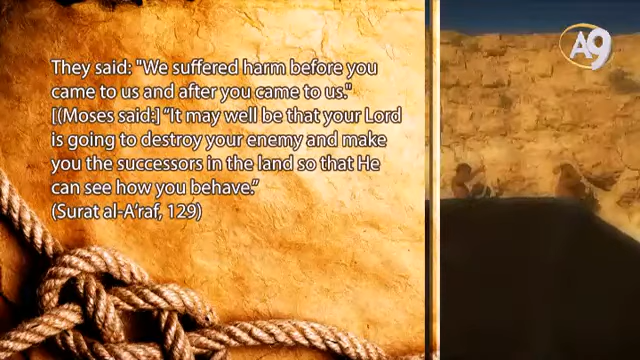 They said: "We suffered harm before you
came to us and after you came to us."
[(Moses said:] “It may well be that your Lord
is going to destroy your enemy and make
you the successors in the land so that He
can see how you behave.”
(Surat al-A’raf, 129)
A9